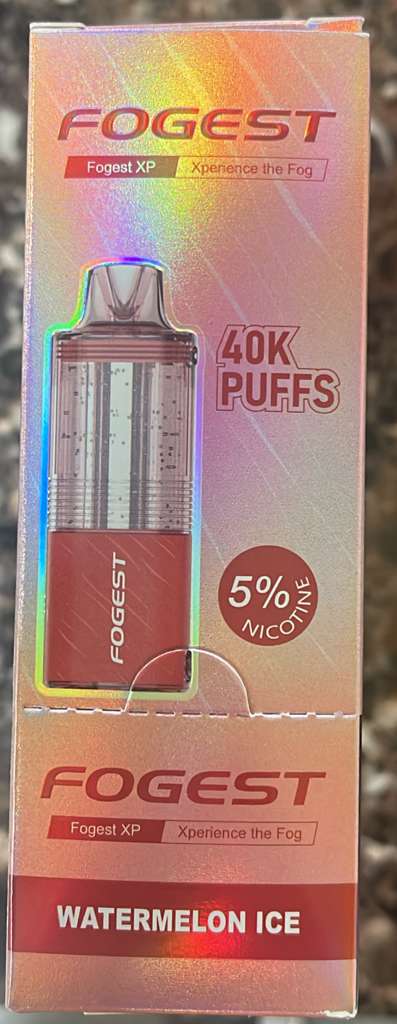 FOGEST
Fogest XP Xperience the Fog
40K
PUFFS
FOGEST
5%
NICOTINE
FOGEST
Fogest XP Xperience the Fog
WATERMELON ICE